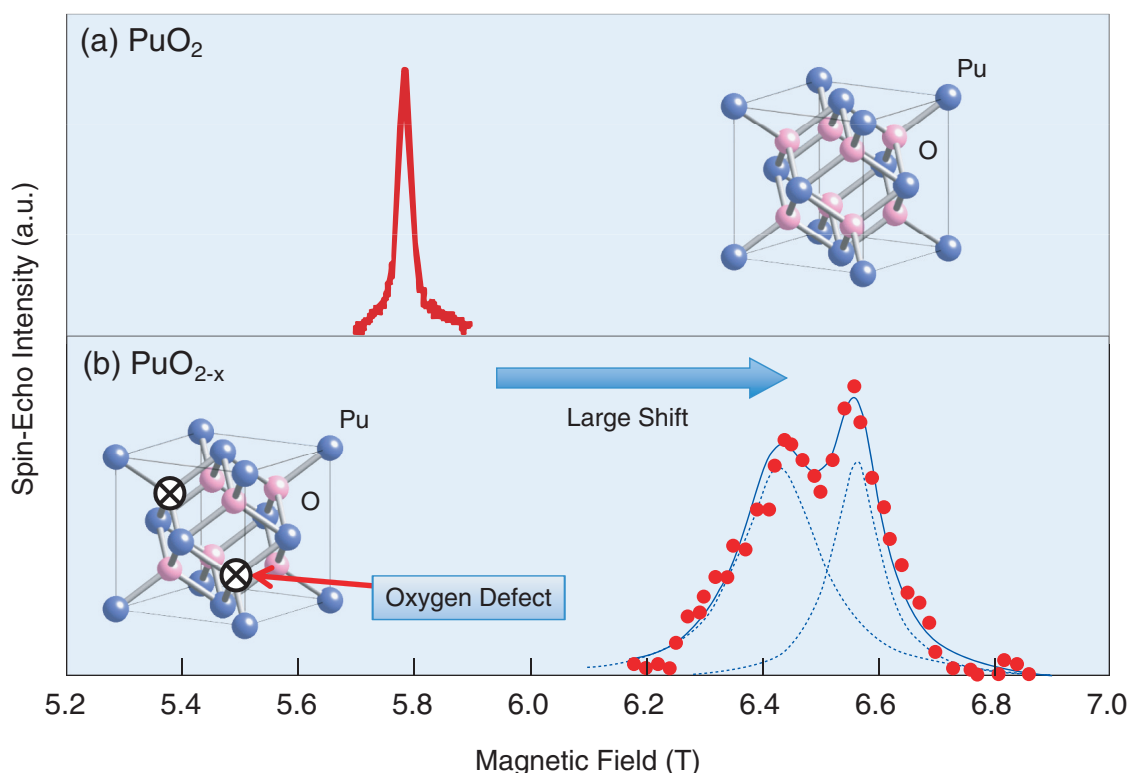 (a) PuO₂
Pu
O
Spin-Echo Intensity (a.u.)
(b) PuO₂₋ₓ
Pu
O
Large Shift
Oxygen Defect
5.2 5.4 5.6 5.8 6.0 6.2 6.4 6.6 6.8 7.0
Magnetic Field (T)